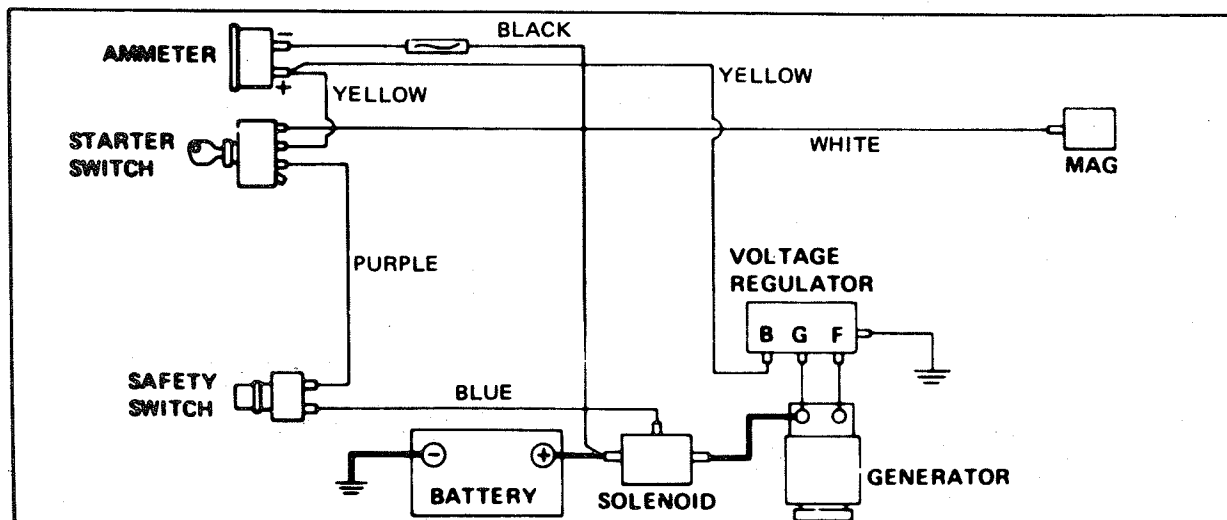 BLACK
−
AMMETER
+
YELLOW
YELLOW
STARTER
SWITCH
WHITE
MAG
PURPLE
VOLTAGE
REGULATOR
B G F
SAFETY
SWITCH
BLUE
− +
BATTERY
SOLENOID
GENERATOR